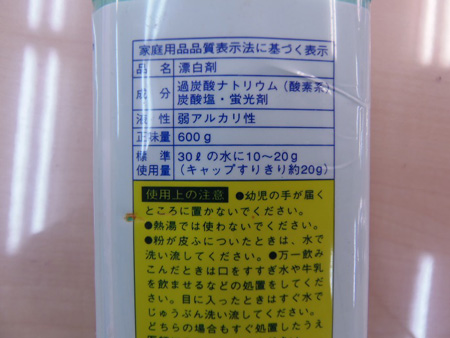 家庭用品品質表示法に基づく表示
品名 漂白剤
成分 過炭酸ナトリウム(酸素系)
炭酸塩・蛍光剤
液性 弱アルカリ性
正味量 600g
標準 30ℓの水に10~20g
使用量 (キャップすりきり約20g)
使用上の注意 ●幼児の手が届く
ところに置かないでください。
●熱湯では使わないでください。
●粉が皮ふについたときは、水で
洗い流してください。●万一飲み
こんだときは口をすすぎ水や牛乳
を飲ませるなどの処置をしてくだ
さい。目に入ったときはすぐ水で
じゅうぶん洗い流してください。
どちらの場合もすぐ処置したうえ